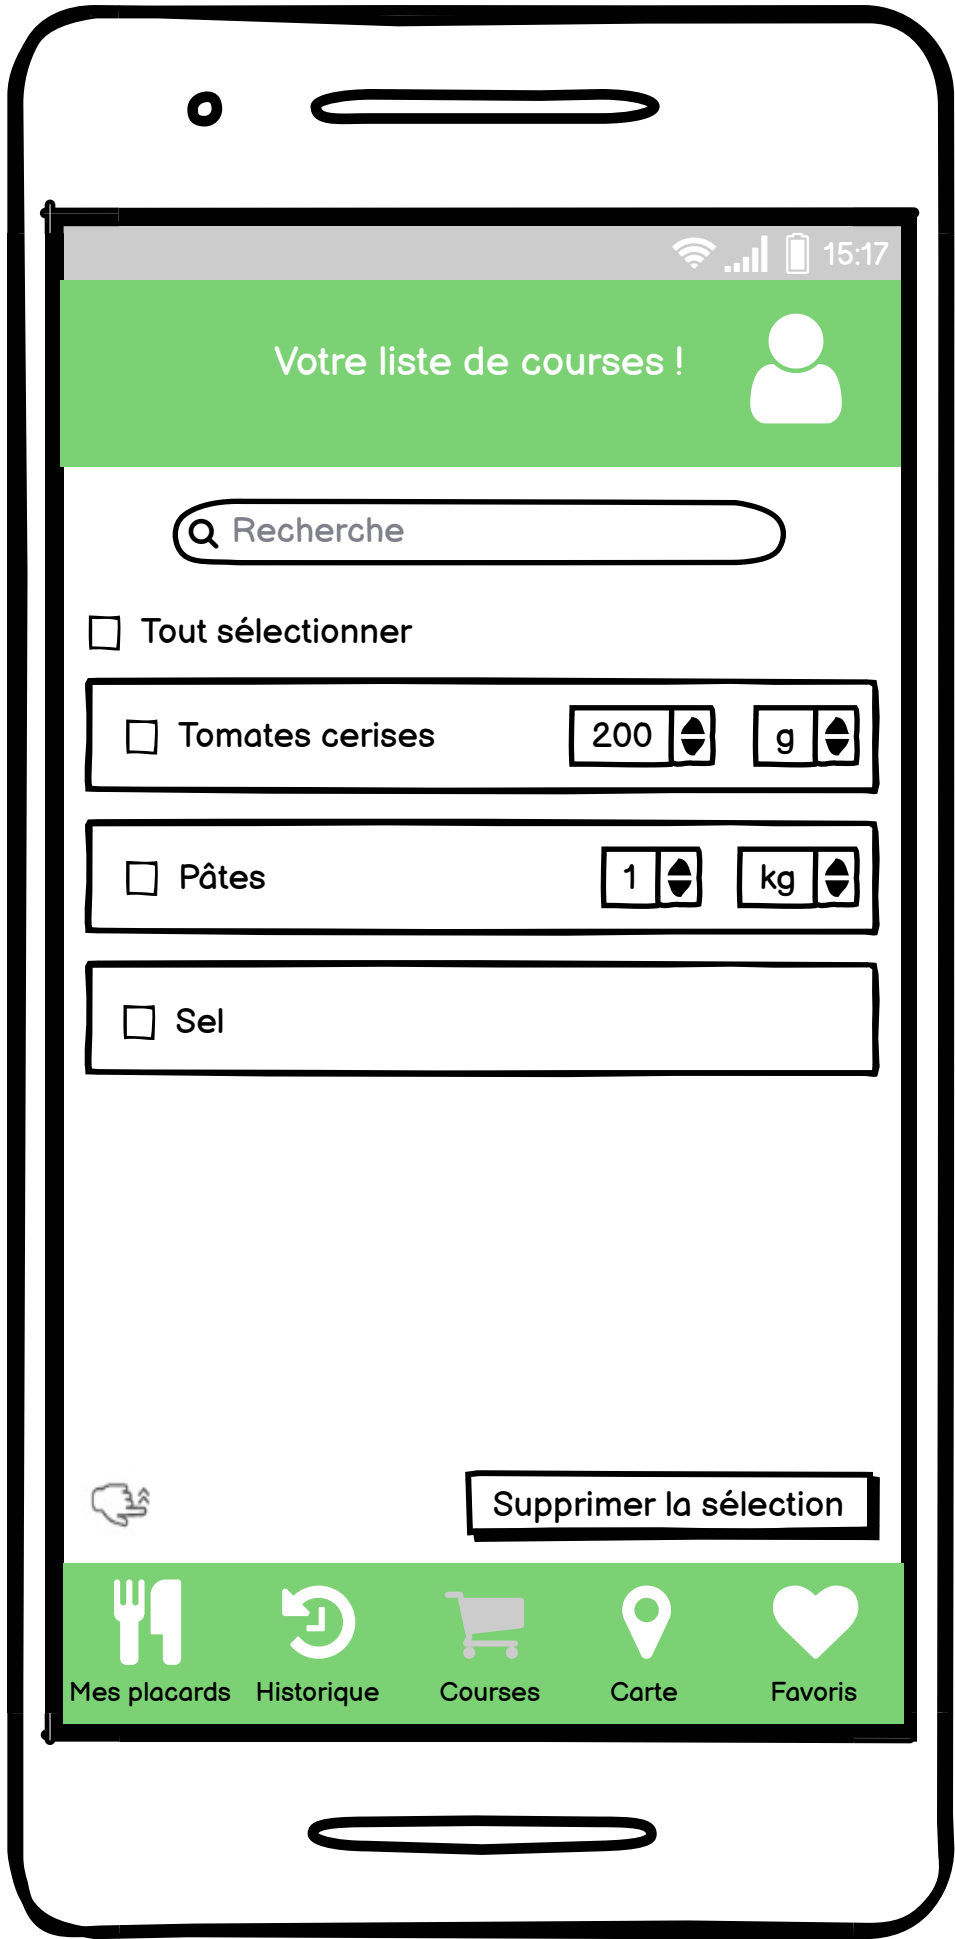 15:17
Votre liste de courses !
Recherche
Tout sélectionner
Tomates cerises 200 g
Pâtes 1 kg
Sel
Supprimer la sélection
Mes placards Historique Courses Carte Favoris